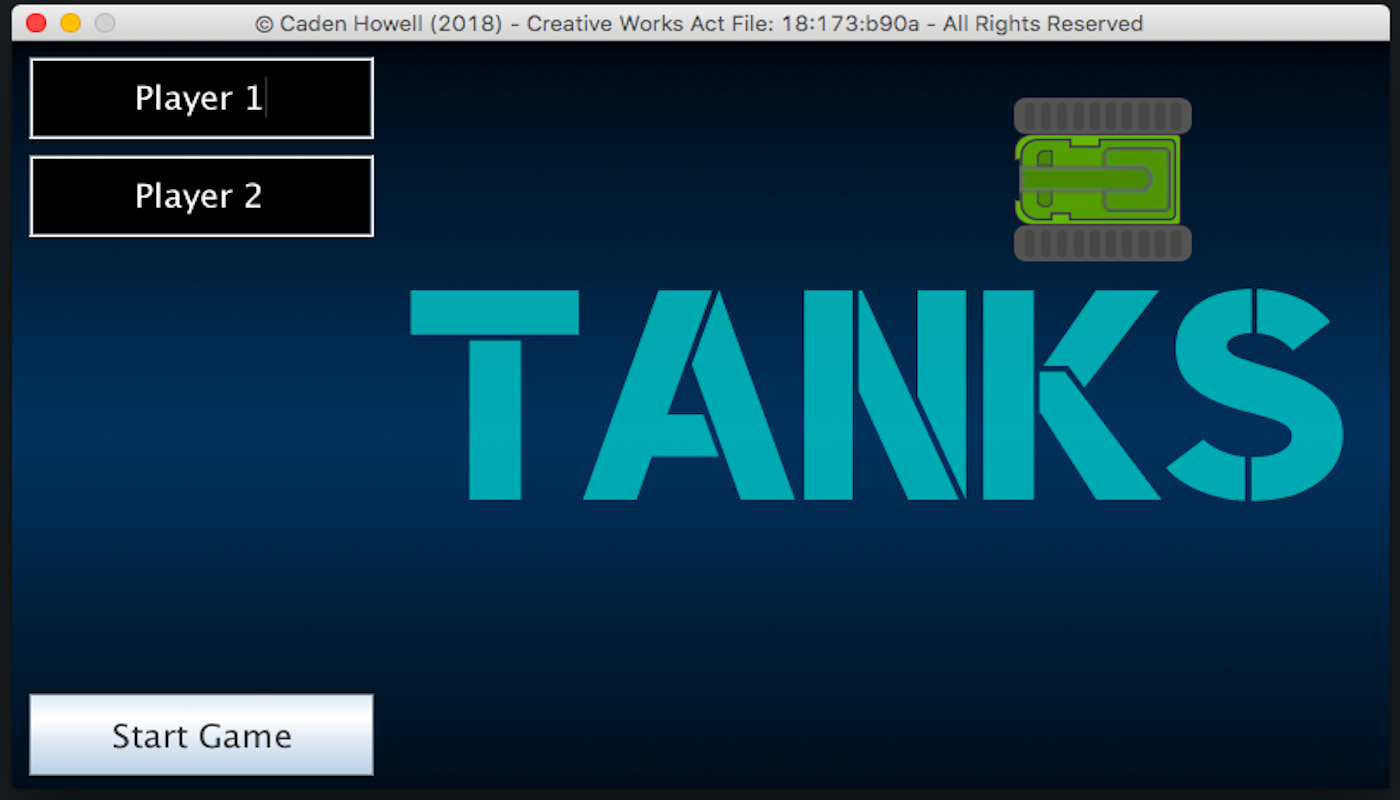 © Caden Howell (2018) - Creative Works Act File: 18:173:b90a - All Rights Reserved
Player 1
Player 2
TANKS
Start Game